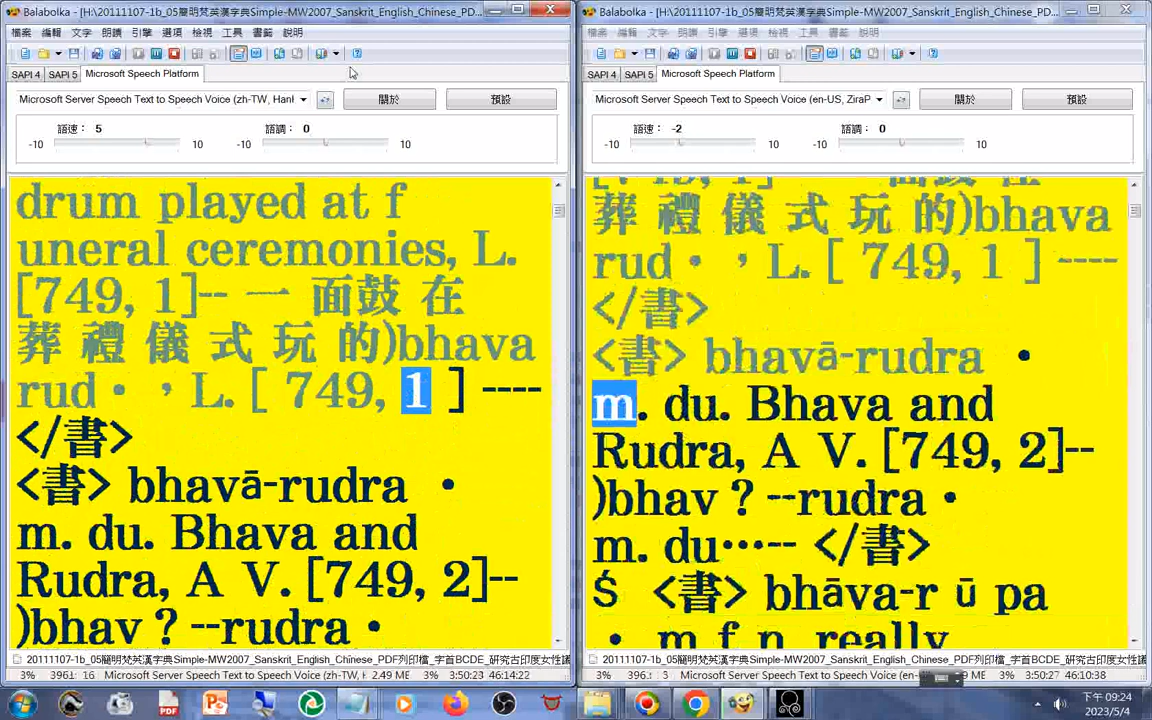 Balabolka - [H:\20111107-1b_05簡明梵英漢字典Simple-MW2007_Sanskrit_English_Chinese_PD...
檔案 編輯 文字 朗讀 引擎 選項 檢視 工具 書籤 說明
SAPI 4 SAPI 5 Microsoft Speech Platform
Microsoft Server Speech Text to Speech Voice (zh-TW, Hanl 關於 預設
語速： 5 語調： 0
-10 10 -10 10
drum played at f
uneral ceremonies, L.
[749, 1]-- 一 面鼓 在
葬 禮 儀 式 玩 的)bhava
rud • ，L. [ 749, 1 ] ----
</書>
<書> bhavā-rudra •
m. du. Bhava and
Rudra, A V. [749, 2]--
)bhav ? --rudra •
20111107-1b_05簡明梵英漢字典Simple-MW2007_Sanskrit_English_Chinese_PDF列印檔_字首BCDE_研究古印度女性議
3% 396.: 16 Microsoft Server Speech Text to Speech Voice (zh-TW, 2.49 ME 3% 3:50:23 46:14:22
Balabolka - [H:\20111107-1b_05簡明梵英漢字典Simple-MW2007_Sanskrit_English_Chinese_PD...
檔案 編輯 文字 朗讀 引擎 選項 檢視 工具 書籤 說明
SAPI 4 SAPI 5 Microsoft Speech Platform
Microsoft Server Speech Text to Speech Voice (en-US, ZiraP 關於 預設
語速： -2 語調： 0
-10 10 -10 10
葬 禮 儀 式 玩 的)bhava
rud • ，L. [ 749, 1 ] ----
</書>
<書> bhavā-rudra •
m. du. Bhava and
Rudra, A V. [749, 2]--
)bhav ? --rudra •
m. du…-- </書>
Ś <書> bhāva-r ū pa
• m f n. really
20111107-1b_05簡明梵英漢字典Simple-MW2007_Sanskrit_English_Chinese_PDF列印檔_字首BCDE_研究古印度女性議
3% 396.: 3 Microsoft Server Speech Text to Speech Voice ME 3% 3:50:27 46:10:38
下午 09:24
2023/5/4